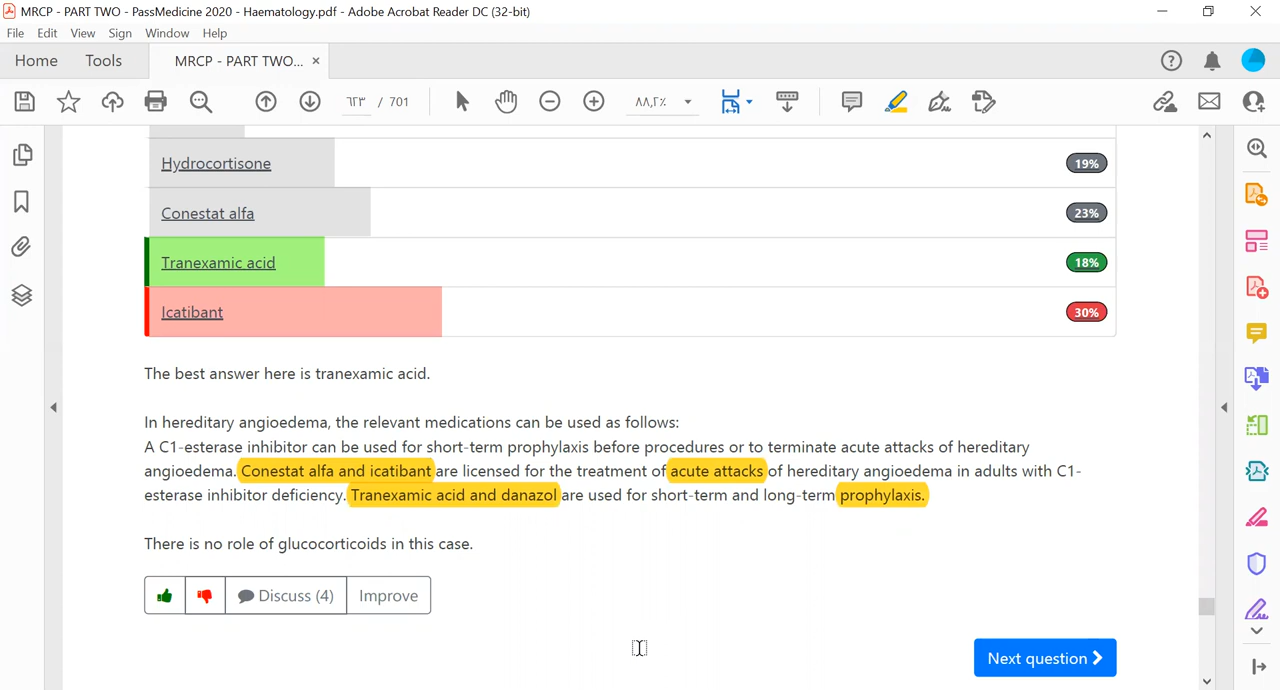 MRCP - PART TWO - PassMedicine 2020 - Haematology.pdf - Adobe Acrobat Reader DC (32-bit)
File Edit View Sign Window Help
Home Tools MRCP - PART TWO... ×
٦٢٣ / 701 ٨٨,٢٪
Hydrocortisone 19%
Conestat alfa 23%
Tranexamic acid 18%
Icatibant 30%
The best answer here is tranexamic acid.
In hereditary angioedema, the relevant medications can be used as follows:
A C1-esterase inhibitor can be used for short-term prophylaxis before procedures or to terminate acute attacks of hereditary
angioedema. Conestat alfa and icatibant are licensed for the treatment of acute attacks of hereditary angioedema in adults with C1-
esterase inhibitor deficiency. Tranexamic acid and danazol are used for short-term and long-term prophylaxis.
There is no role of glucocorticoids in this case.
Discuss (4) Improve
Next question